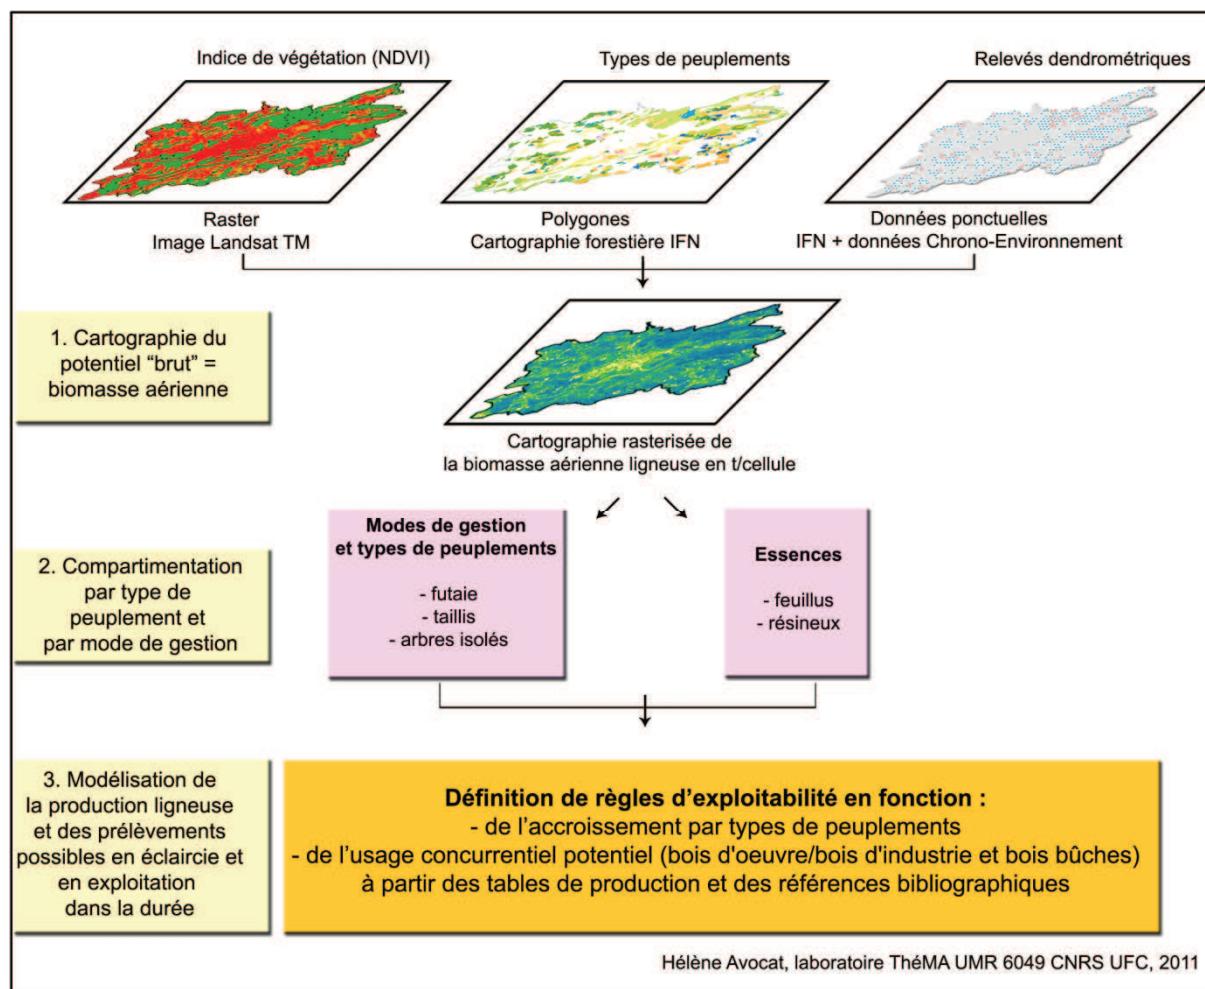 Indice de végétation (NDVI)
Types de peuplements
Relevés dendrométriques
Raster
Image Landsat TM
Polygones
Cartographie forestière IFN
Données ponctuelles
IFN + données Chrono-Environnement
1. Cartographie du
potentiel “brut” =
biomasse aérienne
Cartographie rasterisée de
la biomasse aérienne ligneuse en t/cellule
2. Compartimentation
par type de
peuplement et
par mode de gestion
Modes de gestion
et types de peuplements
- futaie
- taillis
- arbres isolés
Essences
- feuillus
- résineux
3. Modélisation de
la production ligneuse
et des prélèvements
possibles en éclaircie et
en exploitation
dans la durée
Définition de règles d’exploitabilité en fonction :
- de l’accroissement par types de peuplements
- de l’usage concurrentiel potentiel (bois d'oeuvre/bois d'industrie et bois bûches)
à partir des tables de production et des références bibliographiques
Hélène Avocat, laboratoire ThéMA UMR 6049 CNRS UFC, 2011